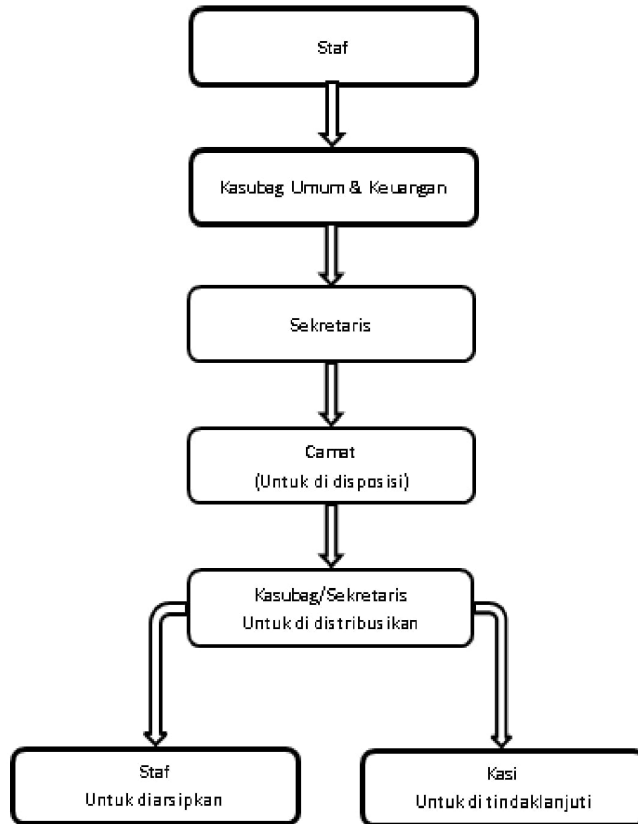 Staf
Kasubag Umum & Keuangan
Sekretaris
Camat
(Untuk di disposisi)
Kasubag/Sekretaris
Untuk di distribusikan
Staf
Untuk diarsipkan
Kasi
Untuk di tindaklanjuti